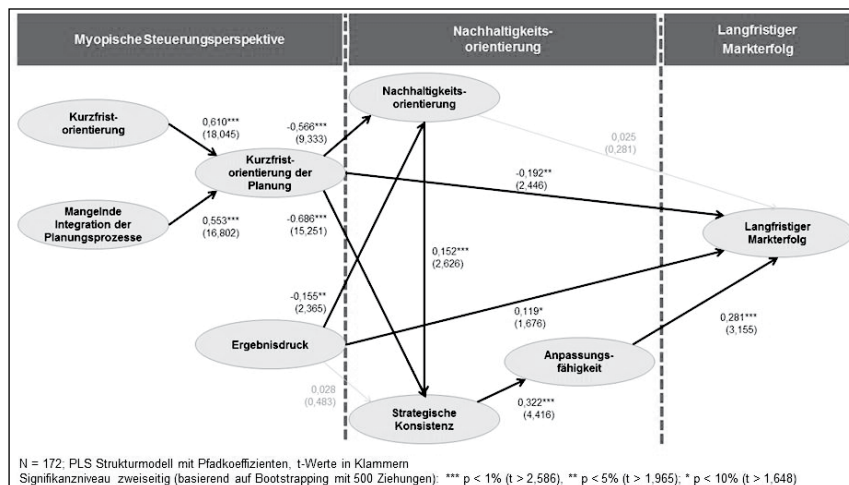 Myopische Steuerungsperspektive
Nachhaltigkeits-
orientierung
Langfristiger
Markterfolg
Kurzfrist-
orientierung
0,610***
(18,045)
Mangelnde
Integration der
Planungsprozesse
0,553***
(16,802)
Kurzfrist-
orientierung der
Planung
-0,566***
(9,333)
-0,686***
(15,251)
Nachhaltigkeits-
orientierung
0,025
(0,281)
-0,192**
(2,446)
0,152***
(2,626)
Langfristiger
Markterfolg
-0,155**
(2,365)
Ergebnisdruck
0,119*
(1,676)
0,028
(0,483)
Strategische
Konsistenz
0,322***
(4,416)
Anpassungs-
fähigkeit
0,281***
(3,155)
N = 172; PLS Strukturmodell mit Pfadkoeffizienten, t-Werte in Klammern
Signifikanzniveau zweiseitig (basierend auf Bootstrapping mit 500 Ziehungen): *** p < 1% (t > 2,586), ** p < 5% (t > 1,965); * p < 10% (t > 1,648)